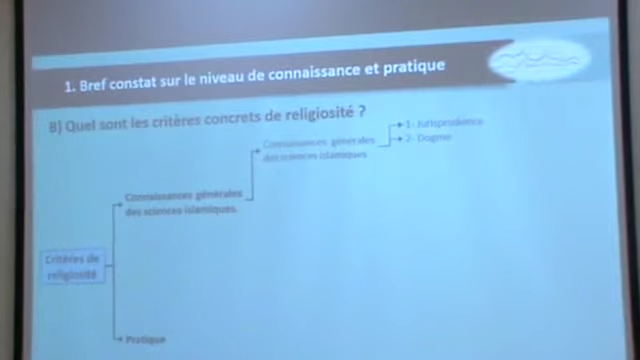 1. Bref constat sur le niveau de connaissance et pratique
B) Quel sont les critères concrets de religiosité ?
1- Jurisprudence
2- Dogme
Connaissances générales
des sciences islamiques
Connaissances générales
des sciences islamiques
Critères de
religiosité
Pratique